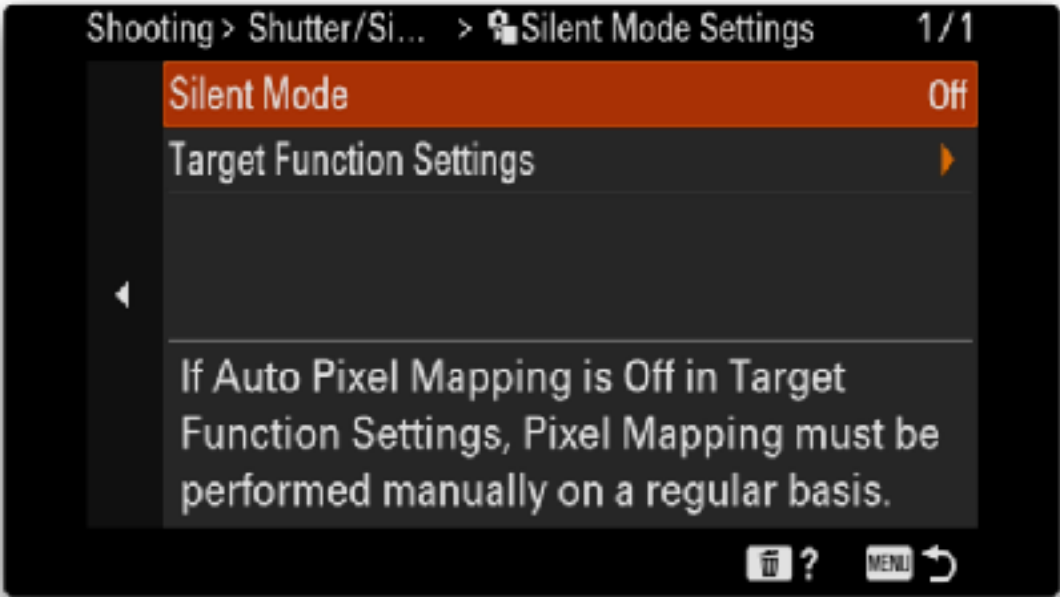 Shooting > Shutter/Si... > Silent Mode Settings 1/1
Silent Mode Off
Target Function Settings
If Auto Pixel Mapping is Off in Target
Function Settings, Pixel Mapping must be
performed manually on a regular basis.
? MENU